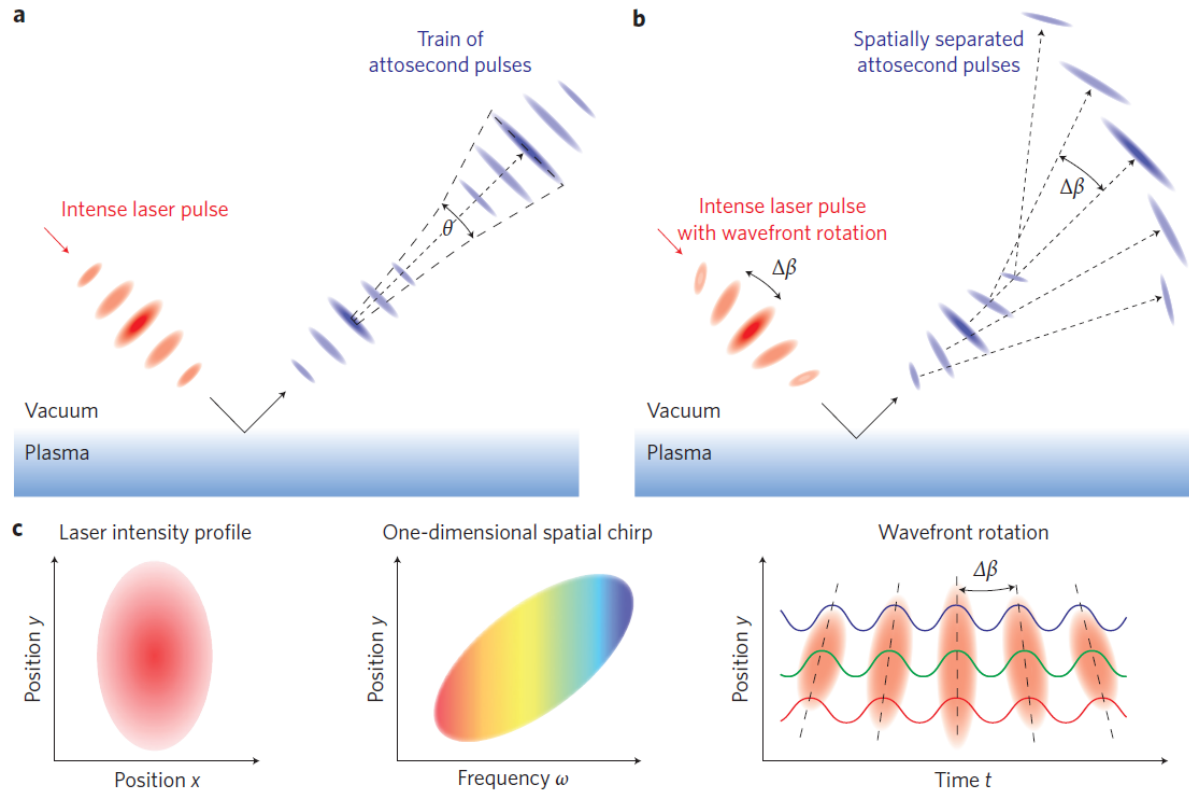 a
Train of
attosecond pulses
Intense laser pulse
θ
Vacuum
Plasma
b
Spatially separated
attosecond pulses
Δβ
Intense laser pulse
with wavefront rotation
Δβ
Vacuum
Plasma
c
Laser intensity profile
Position y
Position x
One-dimensional spatial chirp
Position y
Frequency ω
Wavefront rotation
Δβ
Position y
Time t